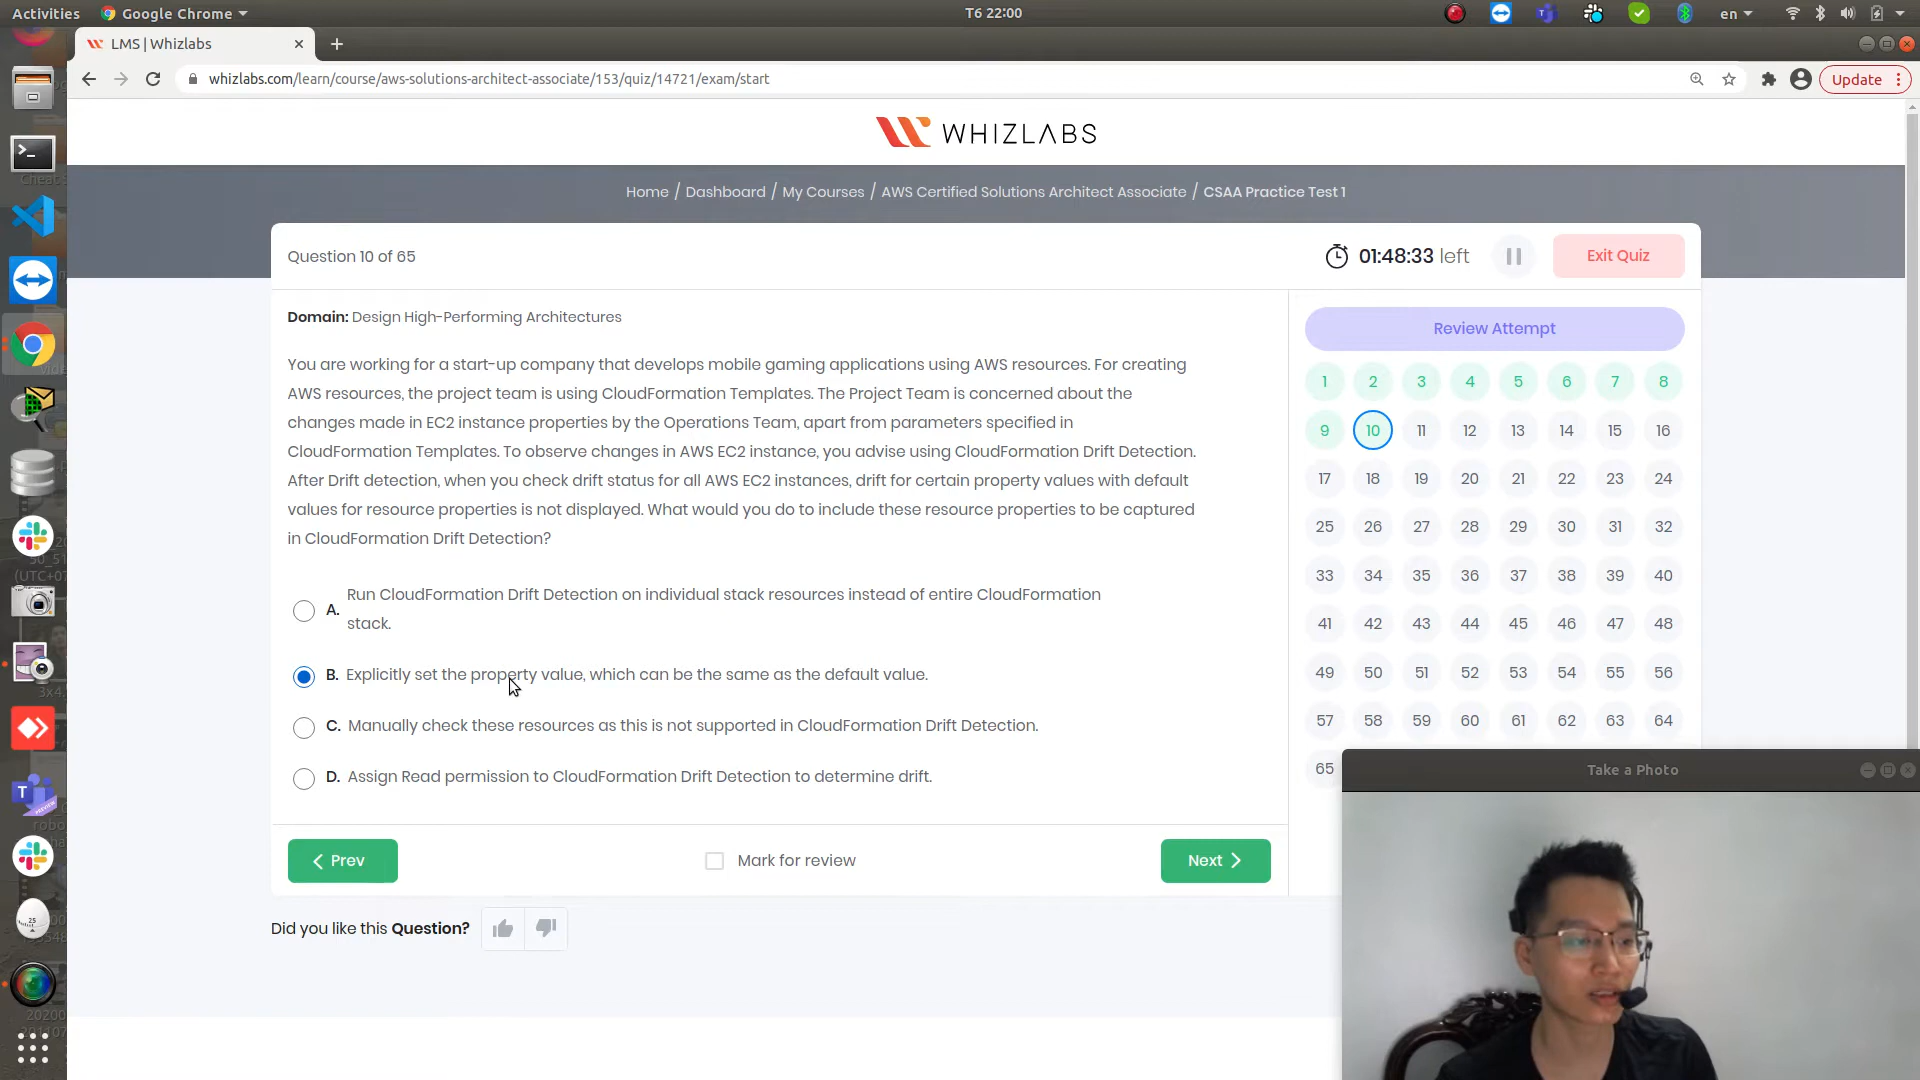 Activities
Google Chrome
T6 22:00
en
LMS | Whizlabs
whizlabs.com/learn/course/aws-solutions-architect-associate/153/quiz/14721/exam/start
Update
WHIZLABS
Home / Dashboard / My Courses / AWS Certified Solutions Architect Associate / CSAA Practice Test 1
Question 10 of 65
01:48:33 left
Exit Quiz
Domain: Design High-Performing Architectures
You are working for a start-up company that develops mobile gaming applications using AWS resources. For creating
AWS resources, the project team is using CloudFormation Templates. The Project Team is concerned about the
changes made in EC2 instance properties by the Operations Team, apart from parameters specified in
CloudFormation Templates. To observe changes in AWS EC2 instance, you advise using CloudFormation Drift Detection.
After Drift detection, when you check drift status for all AWS EC2 instances, drift for certain property values with default
values for resource properties is not displayed. What would you do to include these resource properties to be captured
in CloudFormation Drift Detection?
A. Run CloudFormation Drift Detection on individual stack resources instead of entire CloudFormation
stack.
B. Explicitly set the property value, which can be the same as the default value.
C. Manually check these resources as this is not supported in CloudFormation Drift Detection.
D. Assign Read permission to CloudFormation Drift Detection to determine drift.
Prev
Mark for review
Next
Did you like this Question?
Review Attempt
1 2 3 4 5 6 7 8
9 10 11 12 13 14 15 16
17 18 19 20 21 22 23 24
25 26 27 28 29 30 31 32
33 34 35 36 37 38 39 40
41 42 43 44 45 46 47 48
49 50 51 52 53 54 55 56
57 58 59 60 61 62 63 64
65
Take a Photo